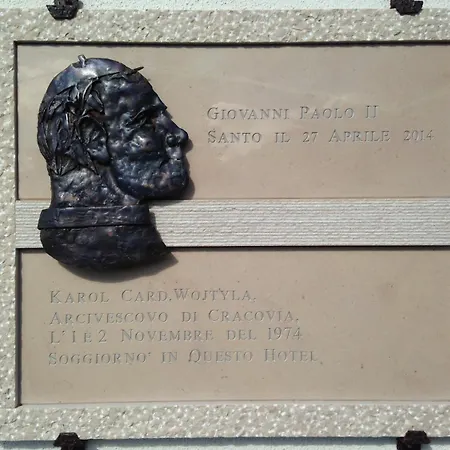 GIOVANNI PAOLO II
SANTO IL 27 APRILE 2014
KAROL CARD. WOJTYLA,
ARCIVESCOVO DI CRACOVIA,
L'1 E 2 NOVEMBRE DEL 1974
SOGGIORNO' IN QUESTO HOTEL